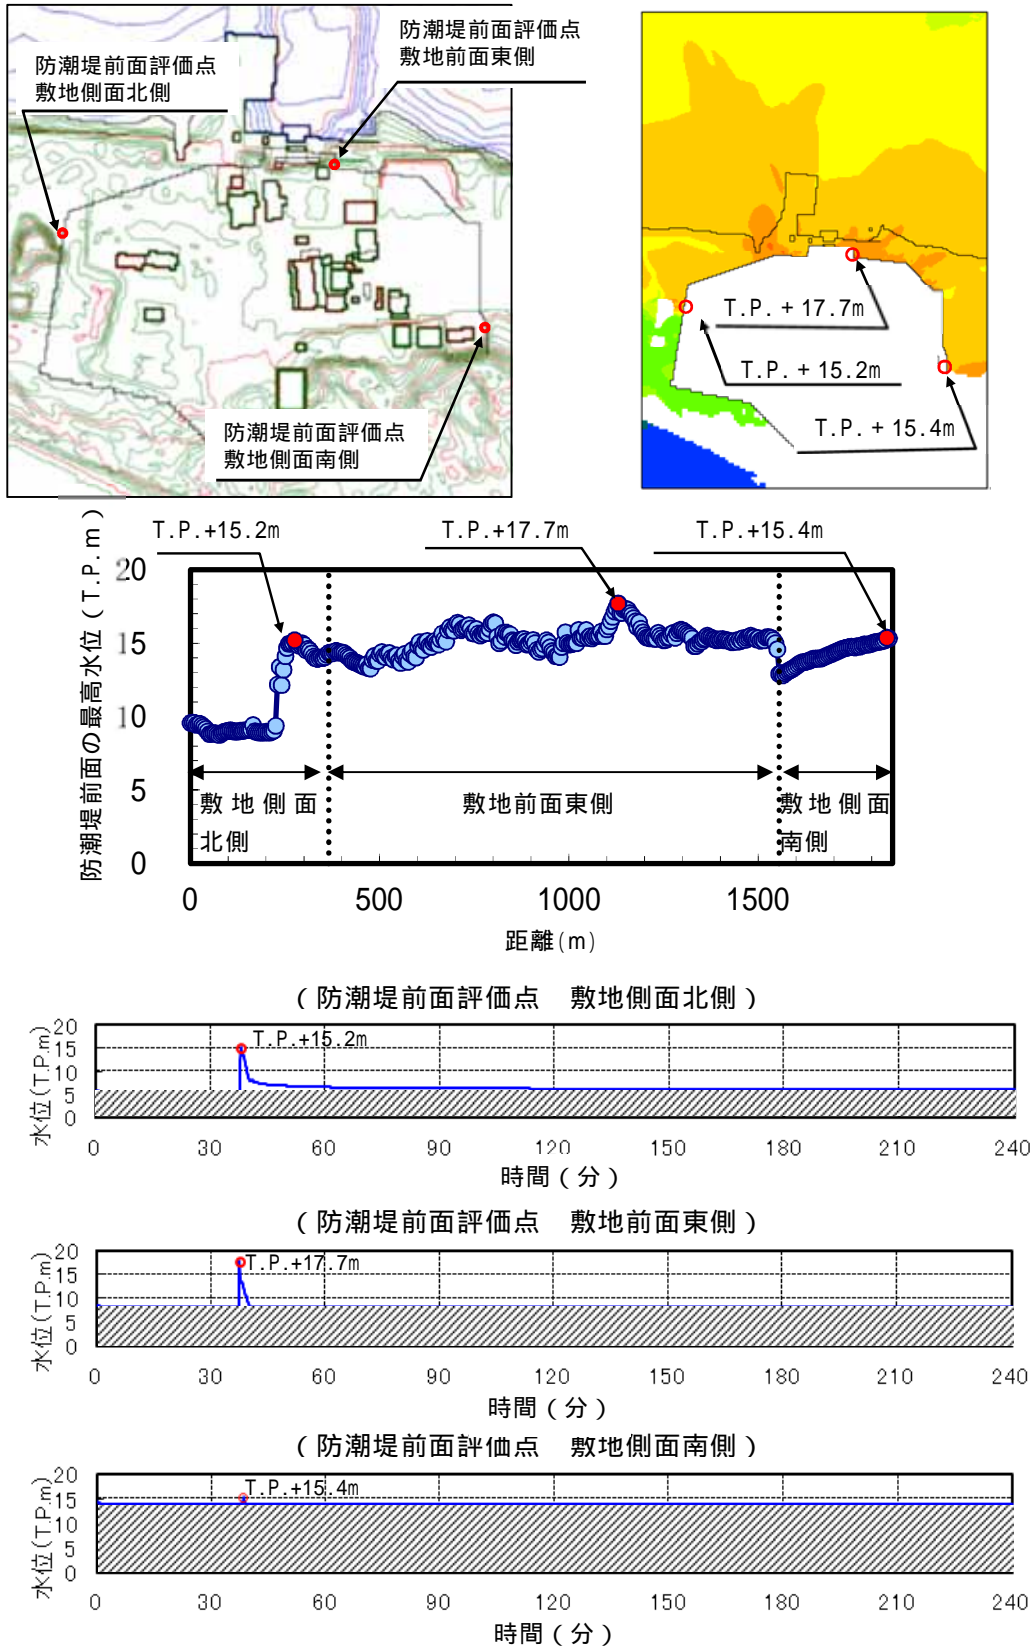 防潮堤前面評価点
敷地前面東側
防潮堤前面評価点
敷地側面北側
防潮堤前面評価点
敷地側面南側
T.P.+17.7m
T.P.+15.2m
T.P.+15.4m
T.P.+15.2m
T.P.+17.7m
T.P.+15.4m
防潮堤前面の最高水位(T.P.m)
20
15
10
5
0
敷地側面
北側
敷地前面東側
敷地側面
南側
0 500 1000 1500
距離(m)
(防潮堤前面評価点 敷地側面北側)
水位(T.P.m)
20
15
10
5
0
T.P.+15.2m
0 30 60 90 120 150 180 210 240
時間(分)
(防潮堤前面評価点 敷地前面東側)
水位(T.P.m)
20
15
10
5
0
T.P.+17.7m
0 30 60 90 120 150 180 210 240
時間(分)
(防潮堤前面評価点 敷地側面南側)
水位(T.P.m)
20
15
10
5
0
T.P.+15.4m
0 30 60 90 120 150 180 210 240
時間(分)